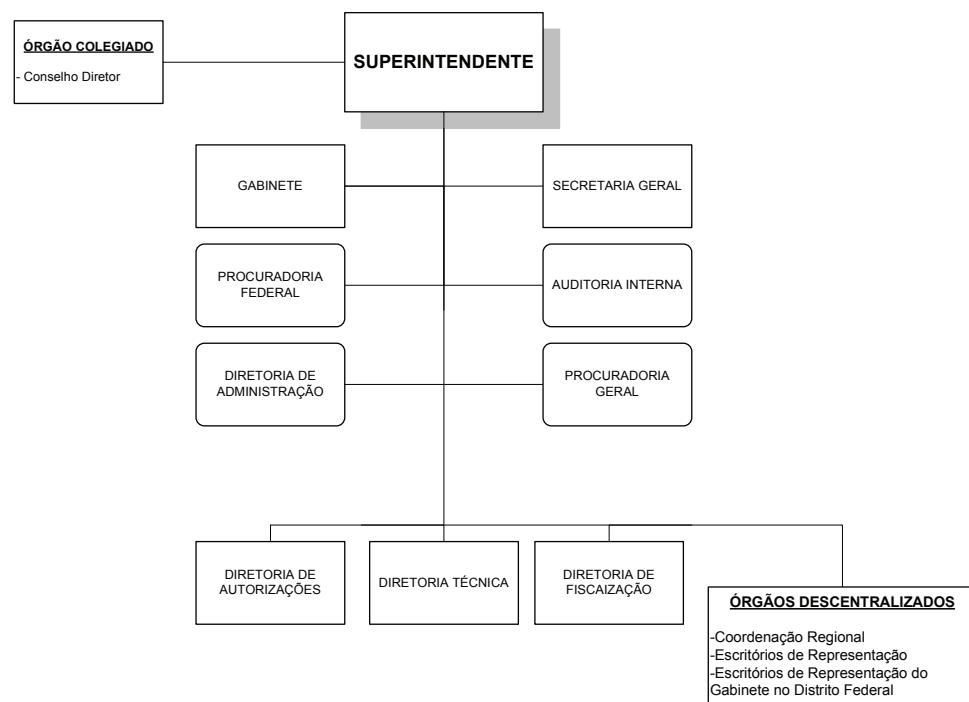 ÓRGÃO COLEGIADO
- Conselho Diretor
SUPERINTENDENTE
GABINETE
SECRETARIA GERAL
PROCURADORIA
FEDERAL
AUDITORIA INTERNA
DIRETORIA DE
ADMINISTRAÇÃO
PROCURADORIA
GERAL
DIRETORIA DE
AUTORIZAÇÕES
DIRETORIA TÉCNICA
DIRETORIA DE
FISCAIZAÇÃO
ÓRGÃOS DESCENTRALIZADOS
-Coordenação Regional
-Escritórios de Representação
-Escritórios de Representação do
Gabinete no Distrito Federal